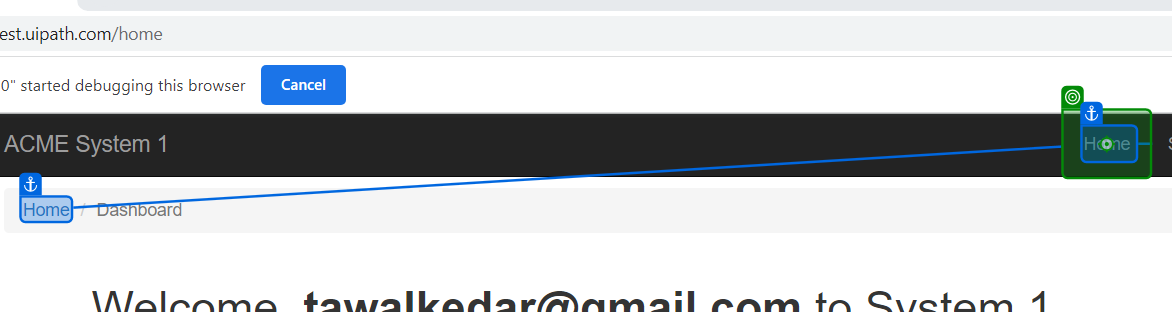 est.uipath.com/home
0" started debugging this browser Cancel
ACME System 1 Home
Home / Dashboard
Welcome, tawalkedar@gmail.com to System 1